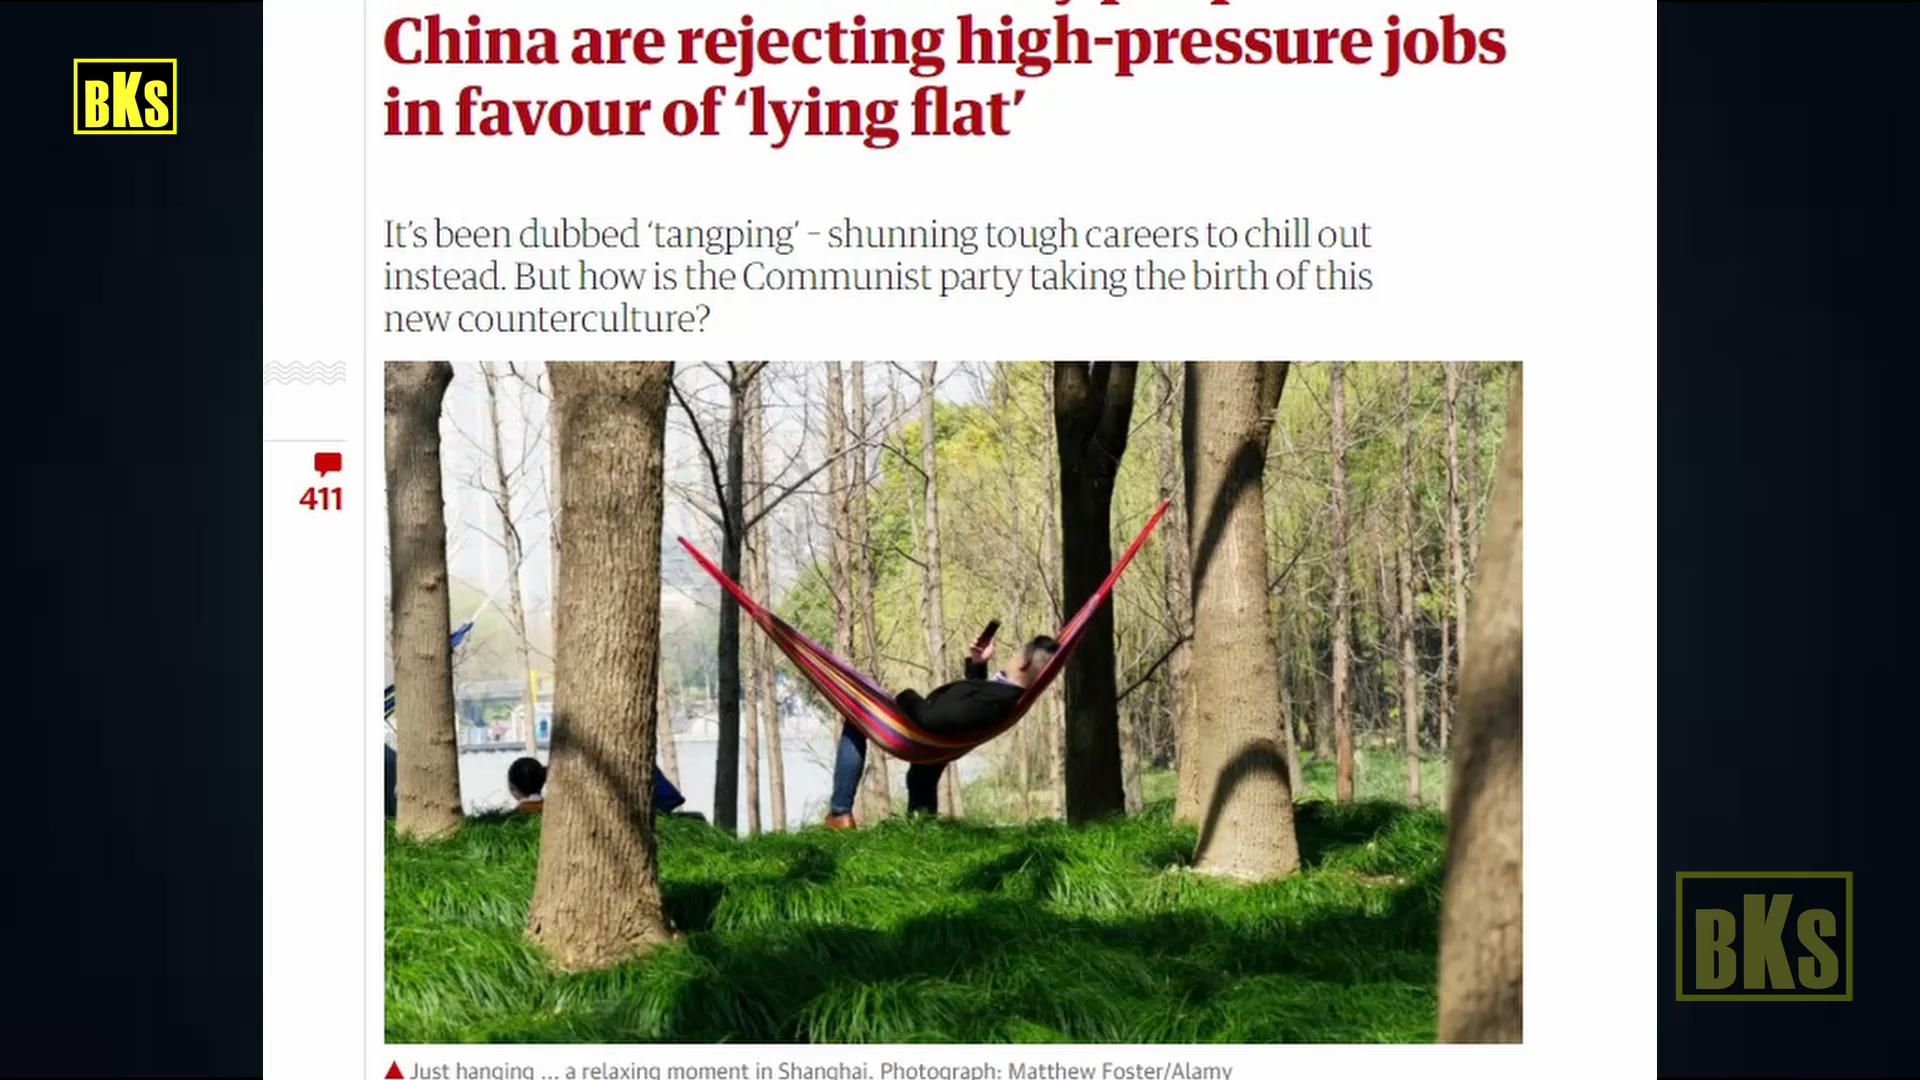 BKS
China are rejecting high-pressure jobs
in favour of ‘lying flat’
It’s been dubbed ‘tangping’ – shunning tough careers to chill out
instead. But how is the Communist party taking the birth of this
new counterculture?
411
Just hanging ... a relaxing moment in Shanghai. Photograph: Matthew Foster/Alamy
BKS